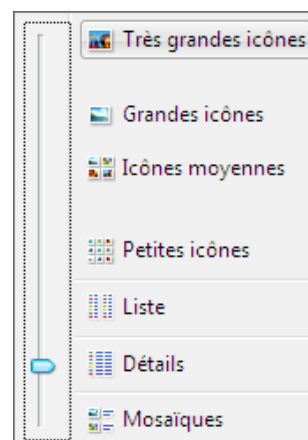 Très grandes icônes
Grandes icônes
Icônes moyennes
Petites icônes
Liste
Détails
Mosaïques